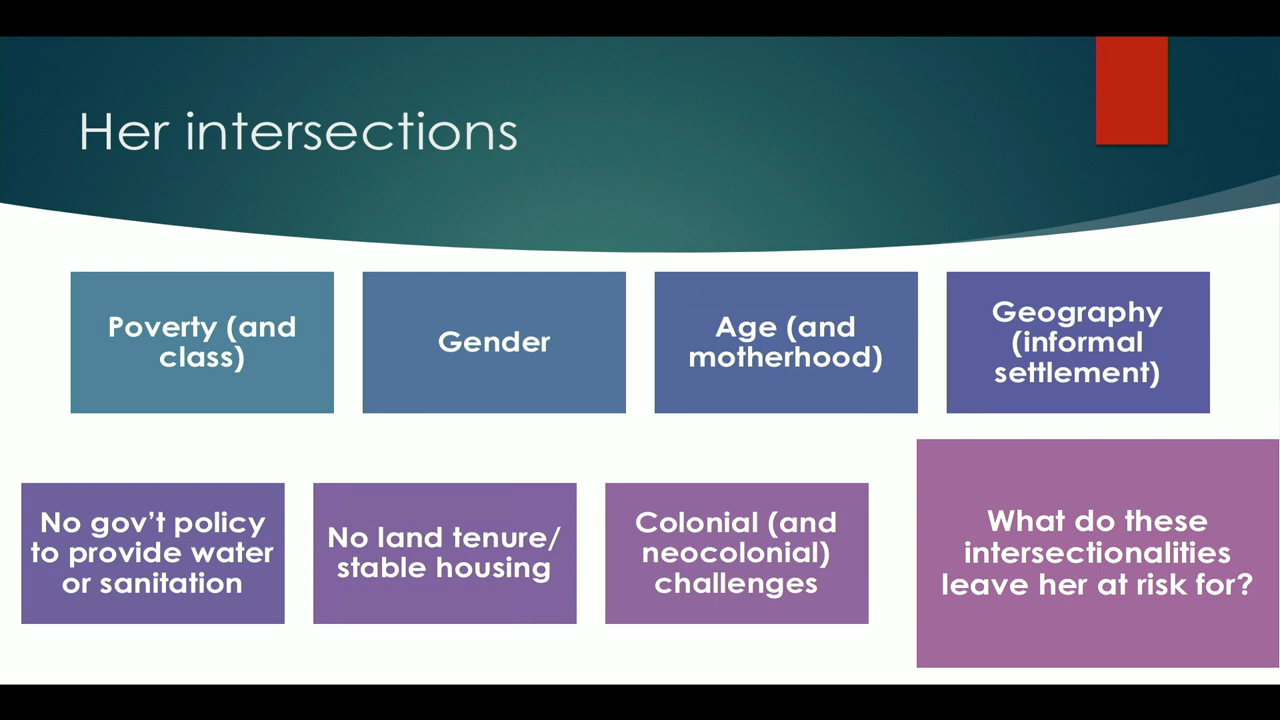 Her intersections
Poverty (and
class)
Gender
Age (and
motherhood)
Geography
(informal
settlement)
No gov’t policy
to provide water
or sanitation
No land tenure/
stable housing
Colonial (and
neocolonial)
challenges
What do these
intersectionalities
leave her at risk for?